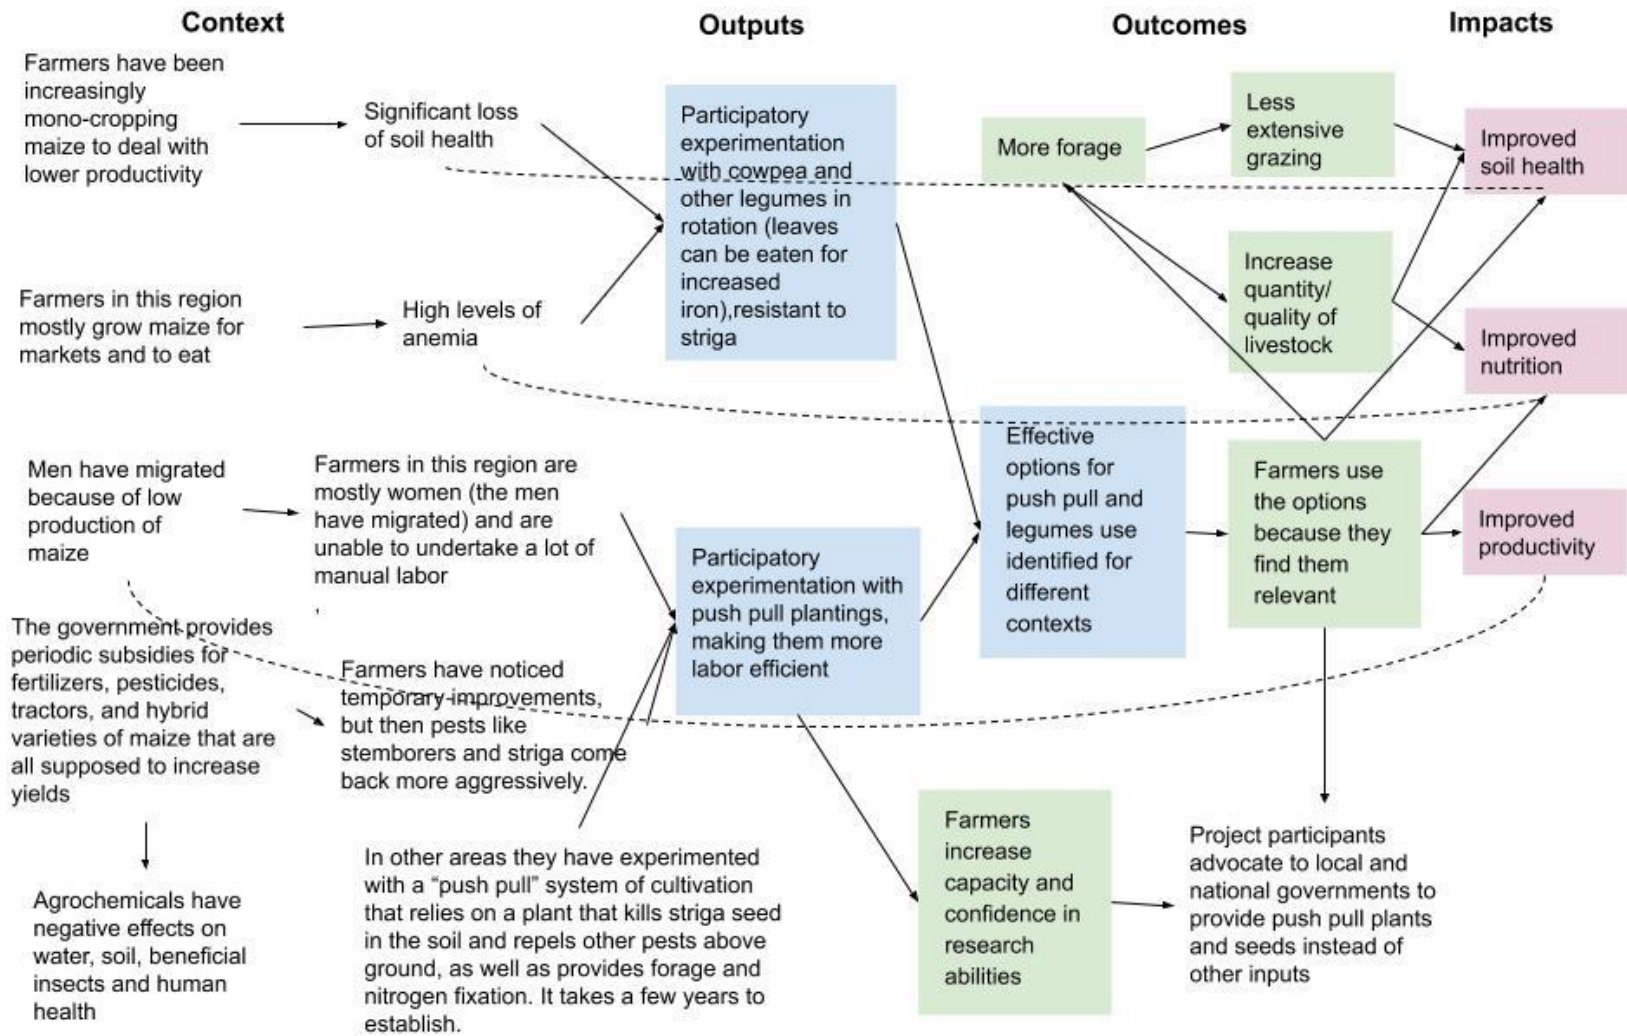 Context
Outputs
Outcomes
Impacts
Farmers have been
increasingly
mono-cropping
maize to deal with
lower productivity
Significant loss
of soil health
Participatory
experimentation
with cowpea and
other legumes in
rotation (leaves
can be eaten for
increased
iron),resistant to
striga
More forage
Less
extensive
grazing
Improved
soil health
Farmers in this region
mostly grow maize for
markets and to eat
High levels of
anemia
Increase
quantity/
quality of
livestock
Improved
nutrition
Men have migrated
because of low
production of
maize
Farmers in this region are
mostly women (the men
have migrated) and are
unable to undertake a lot of
manual labor
Participatory
experimentation with
push pull plantings,
making them more
labor efficient
Effective
options for
push pull and
legumes use
identified for
different
contexts
Farmers use
the options
because they
find them
relevant
Improved
productivity
The government provides
periodic subsidies for
fertilizers, pesticides,
tractors, and hybrid
varieties of maize that are
all supposed to increase
yields
Farmers have noticed
temporary improvements,
but then pests like
stemborers and striga come
back more aggressively.
Agrochemicals have
negative effects on
water, soil, beneficial
insects and human
health
In other areas they have experimented
with a “push pull” system of cultivation
that relies on a plant that kills striga seed
in the soil and repels other pests above
ground, as well as provides forage and
nitrogen fixation. It takes a few years to
establish.
Farmers
increase
capacity and
confidence in
research
abilities
Project participants
advocate to local and
national governments to
provide push pull plants
and seeds instead of
other inputs